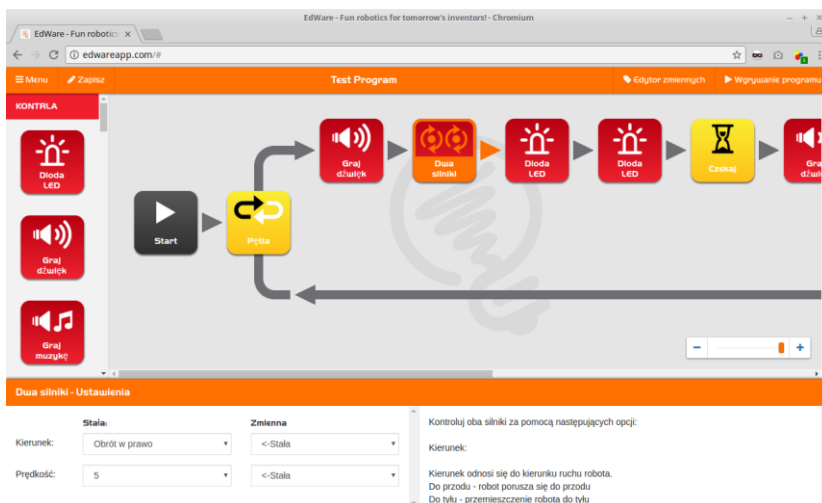 EdWare - Fun robotics for tomorrow's inventors! - Chromium
EdWare - Fun robotic
edwareapp.com/#
Menu
Zapisz
Test Program
Edytor zmiennych
Wgrywanie programu
KONTRLA
Dioda
LED
Graj
dźwięk
Graj
muzykę
Start
Pętla
Graj
dźwięk
Dwa
silniki
Dioda
LED
Dioda
LED
Czekaj
Gra
dźwię
Dwa silniki - Ustawienia
Stała:
Zmienna
Kierunek:
Obrót w prawo
<-Stała
Prędkość:
5
<-Stała
Kontroluj oba silniki za pomocą następujących opcji:
Kierunek:
Kierunek odnosi się do kierunku ruchu robota.
Do przodu - robot porusza się do przodu
Do tyłu - przemieszczenie robota do tyłu